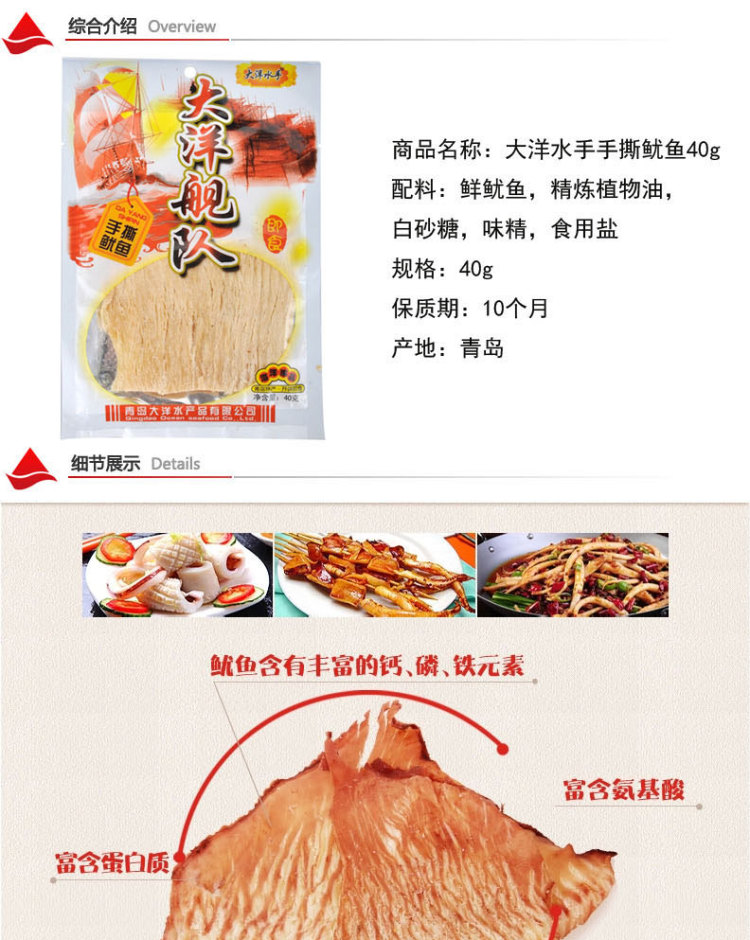 综合介绍 Overview
大洋水手
大洋舰队
DA YANG
SHIRIN
手撕
鱿鱼
即食
商品名称：大洋水手手撕鱿鱼40g
配料：鲜鱿鱼，精炼植物油，
白砂糖，味精，食用盐
规格：40g
保质期：10个月
产地：青岛
净含量：40克
青岛大洋水产品有限公司
Qingdao Ocean seafood Co., Ltd.
细节展示 Details
鱿鱼含有丰富的钙、磷、铁元素
富含氨基酸
富含蛋白质